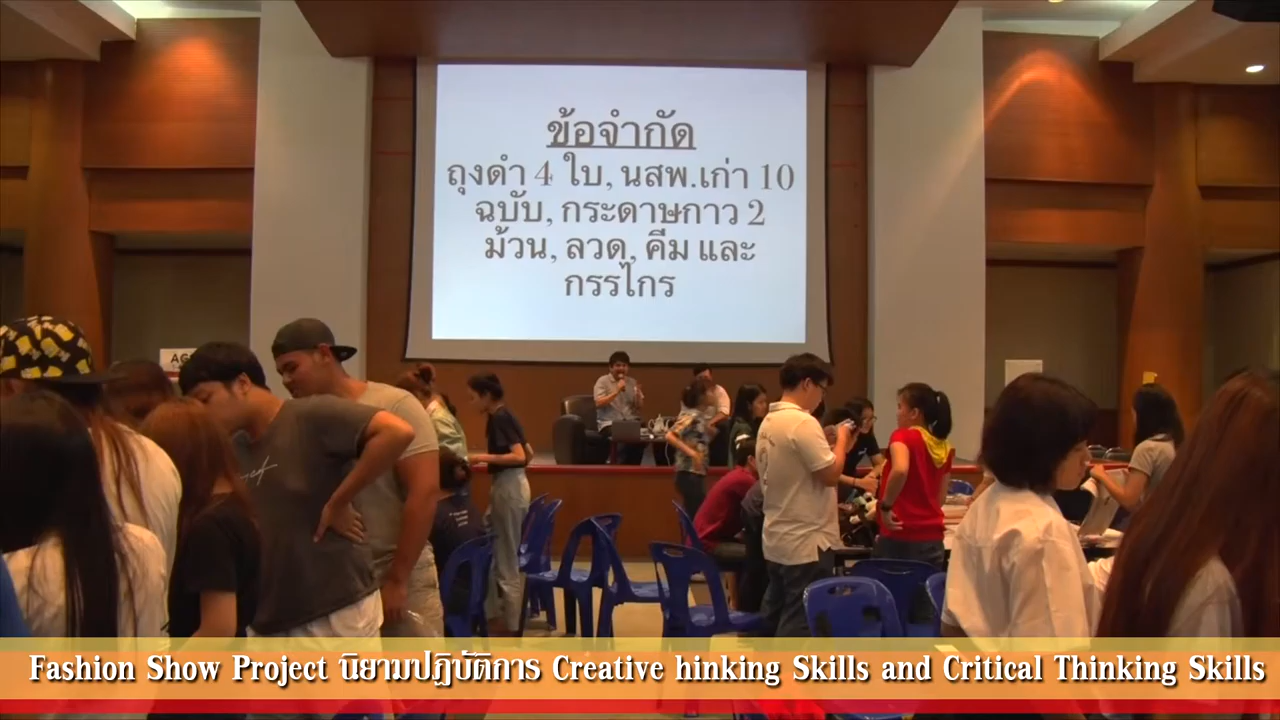 ข้อจำกัด
ถุงดำ 4 ใบ, นสพ.เก่า 10
ฉบับ, กระดาษกาว 2
ม้วน, ลวด, คีม และ
กรรไกร
Fashion Show Project นิยามปฏิบัติการ Creative hinking Skills and Critical Thinking Skills